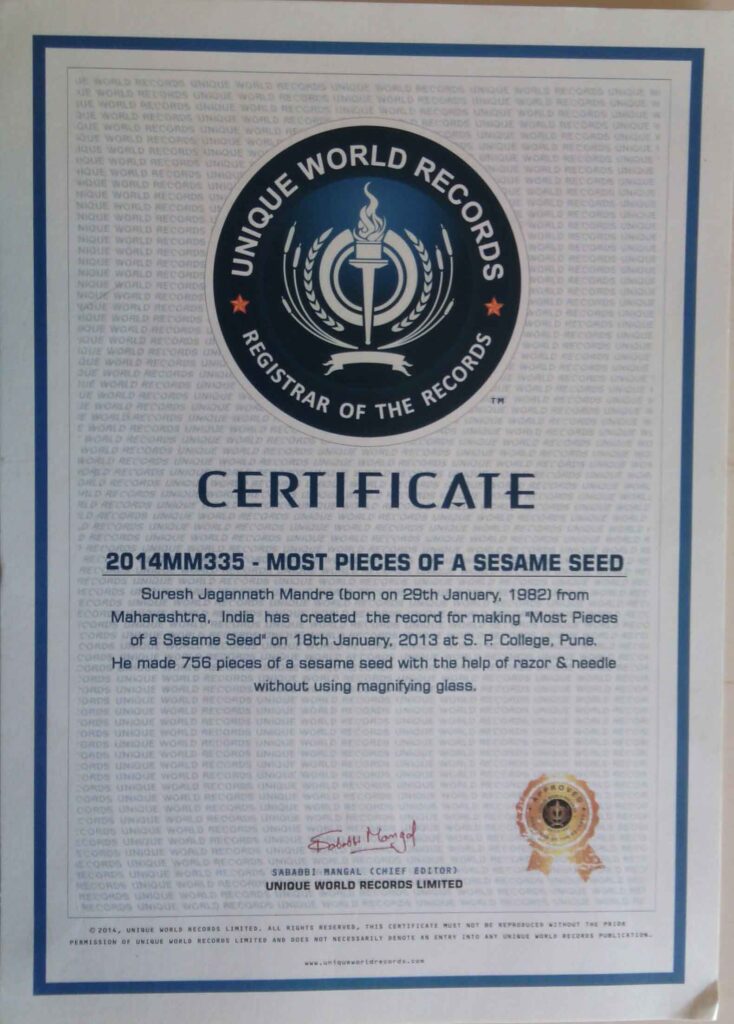 UNIQUE WORLD RECORDS
REGISTRAR OF THE RECORDS
TM
CERTIFICATE
2014MM335 - MOST PIECES OF A SESAME SEED
Suresh Jagannath Mandre (born on 29th January, 1982) from
Maharashtra, India has created the record for making "Most Pieces
of a Sesame Seed" on 18th January, 2013 at S. P. College, Pune.
He made 756 pieces of a sesame seed with the help of razor & needle
without using magnifying glass.
APPROVED
Sababbi Mangal
SABABBI MANGAL (CHIEF EDITOR)
UNIQUE WORLD RECORDS LIMITED
© 2014, UNIQUE WORLD RECORDS LIMITED. ALL RIGHTS RESERVED, THIS CERTIFICATE MUST NOT BE REPRODUCED WITHOUT THE PRIOR
PERMISSION OF UNIQUE WORLD RECORDS LIMITED AND DOES NOT NECESSARILY DENOTE AN ENTRY INTO ANY UNIQUE WORLD RECORDS PUBLICATION.
www.uniqueworldrecords.com